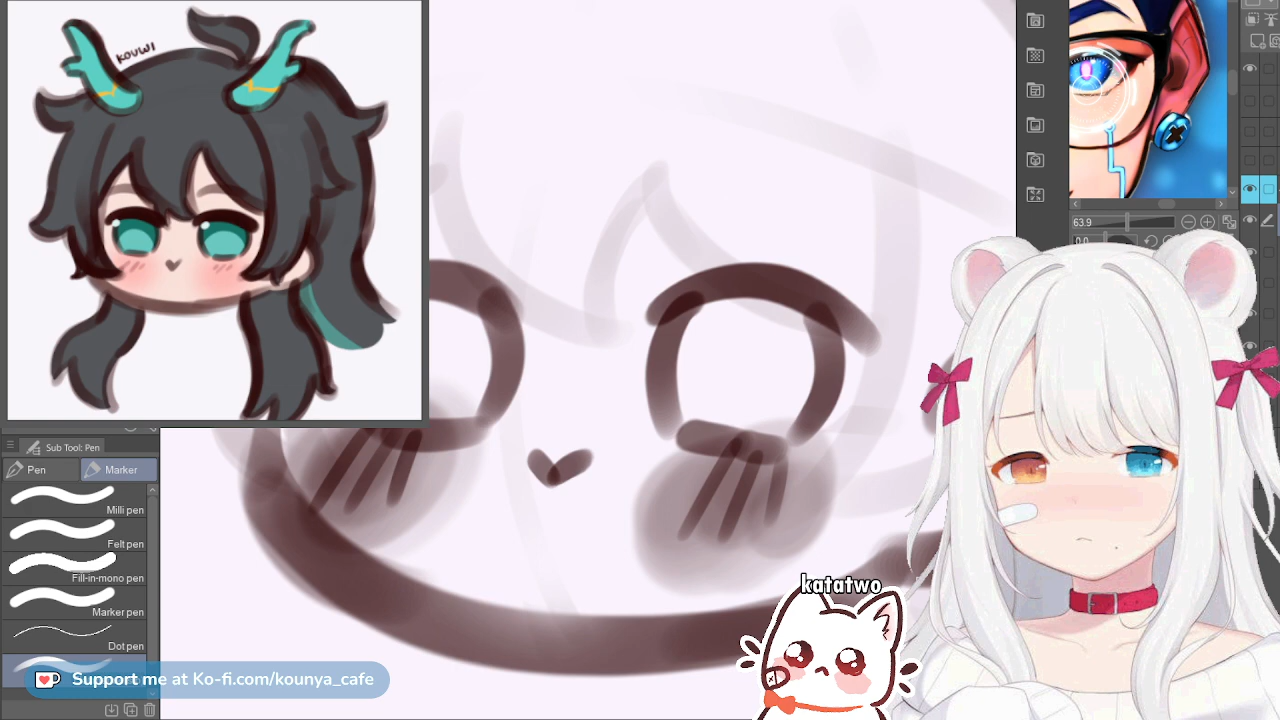 KOUWI
63.9
0.0
Sub Tool: Pen
Pen
Marker
Milli pen
Felt pen
Fill-in-mono pen
Marker pen
Dot pen
katatwo
Support me at Ko-fi.com/kounya_cafe